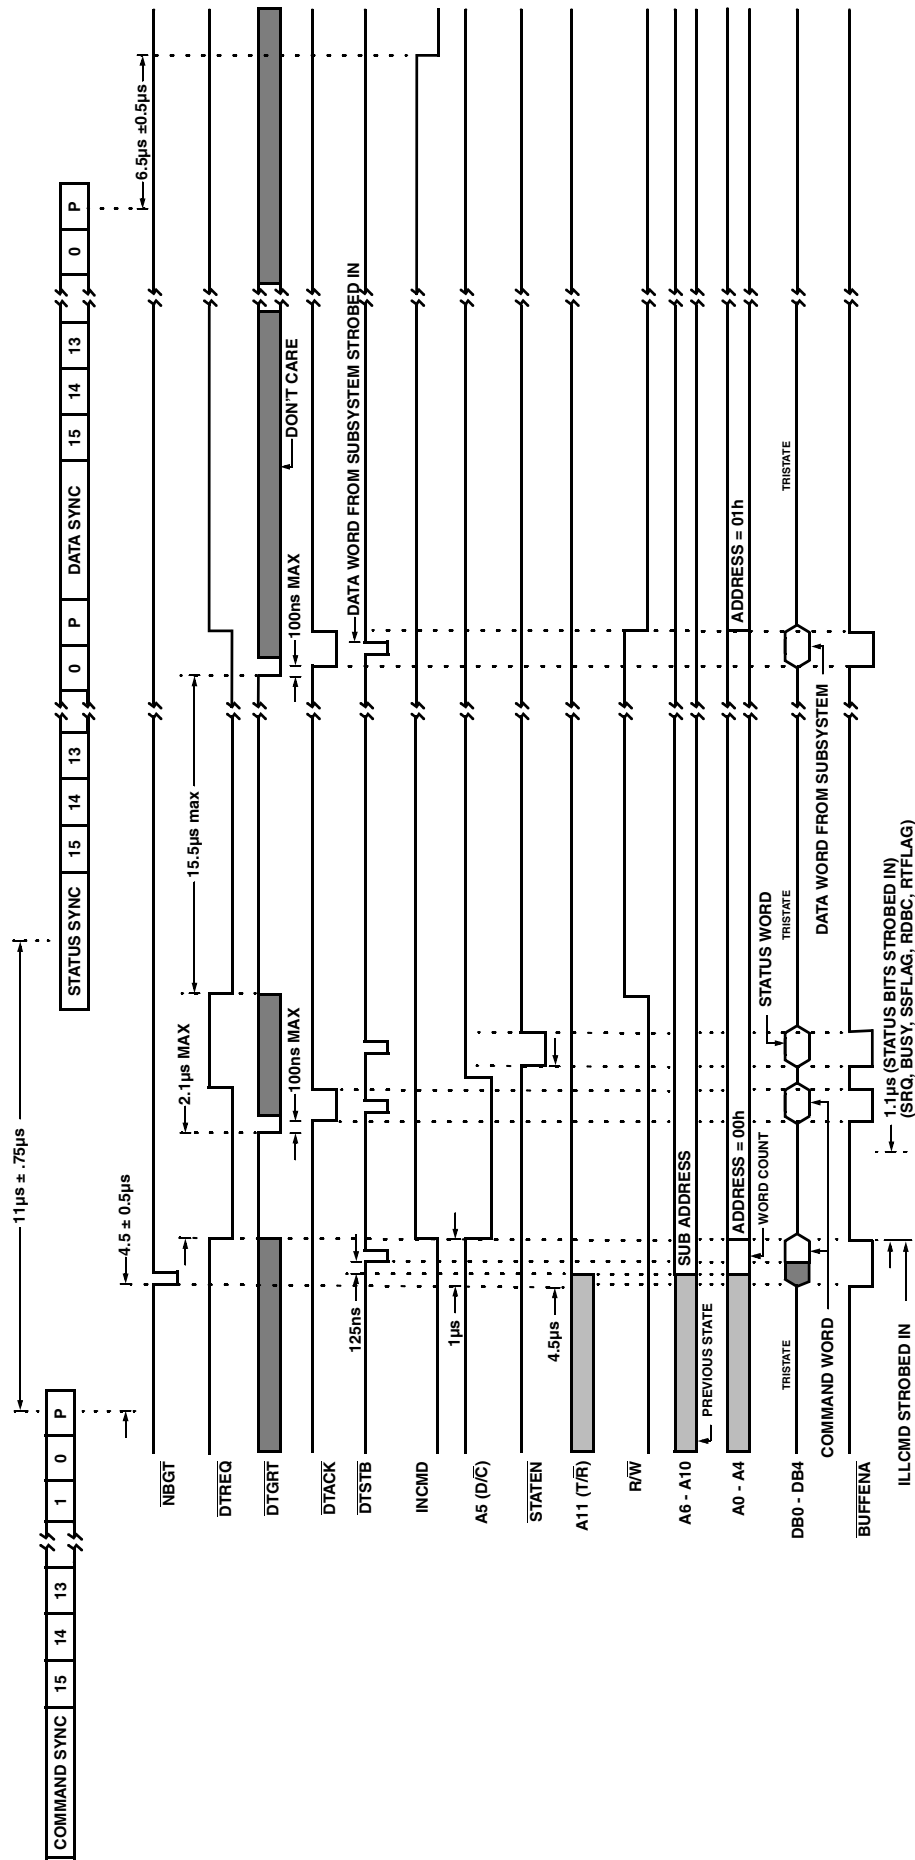 COMMAND SYNC 15 14 13 1 0 P
STATUS SYNC 15 14 13 0 P DATA SYNC 15 14 13 0 P
11µs ± .75µs
4.5 ± 0.5µs
6.5µs ±0.5µs
NBGT
2.1µs MAX
15.5µs max
DTREQ
DTGRT
DON'T CARE
100ns MAX
100ns MAX
DTACK
DATA WORD FROM SUBSYSTEM STROBED IN
DTSTB
125ns
INCMD
1µs
A5 (D/C)
STATEN
4.5µs
A11 (T/R)
R/W
A6 - A10
SUB ADDRESS
PREVIOUS STATE
A0 - A4
ADDRESS = 00h
ADDRESS = 01h
WORD COUNT
STATUS WORD
DB0 - DB4
TRISTATE
TRISTATE
TRISTATE
COMMAND WORD
DATA WORD FROM SUBSYSTEM
BUFFENA
1.1µs (STATUS BITS STROBED IN)
(SRQ, BUSY, SSFLAG, RDBC, RTFLAG)
ILLCMD STROBED IN